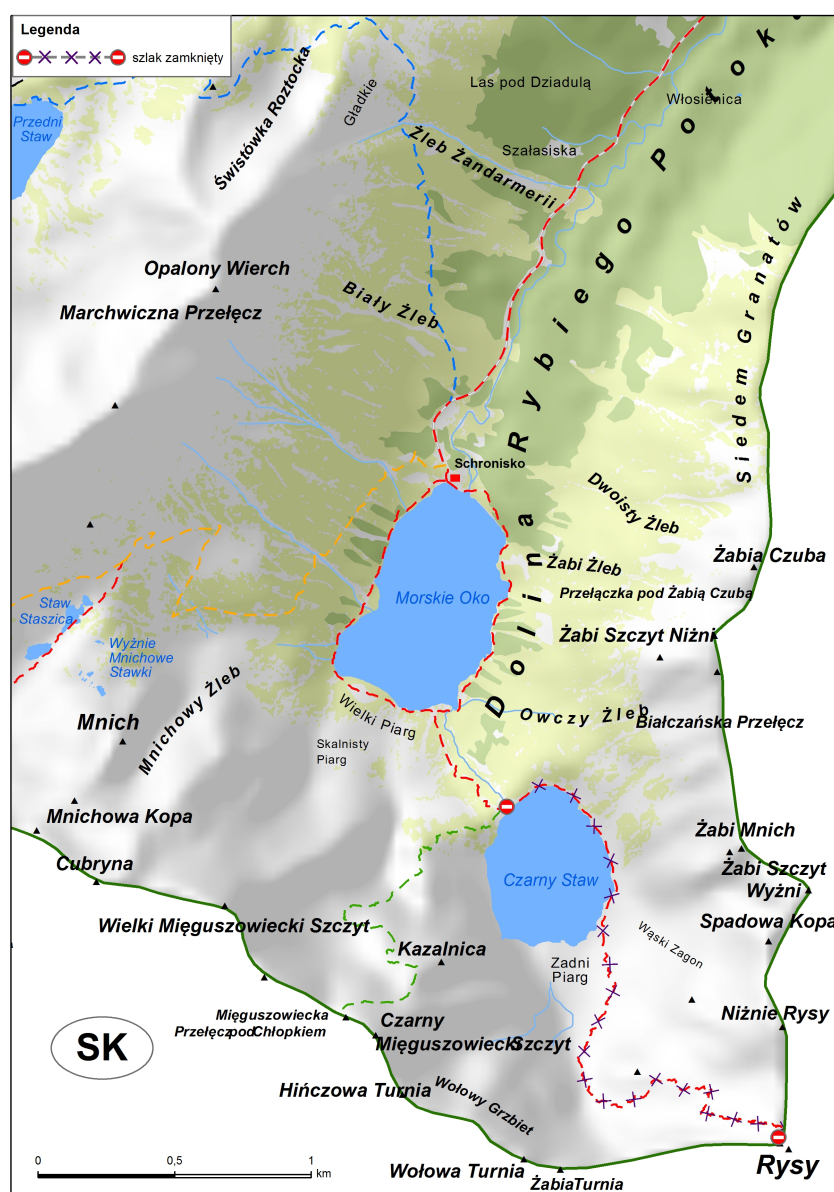 Legenda
szlak zamknięty
Przedni
Staw
Świstówka Roztocka
Gładkie
Las pod Dziadulą
Włosienica
Szałasiska
Żleb Żandarmerii
Dolina Rybiego Potok
Siedem Granatów
Opalony Wierch
Marchwiczna Przełęcz
Biały Żleb
Schronisko
Dwoisty Żleb
Żabia Czuba
Żabi Żleb
Przełączka pod Żabią Czubą
Morskie Oko
Staw
Staszica
Wyżnie
Mnichowe
Stawki
Żabi Szczyt Niżni
Mnichowy Żleb
Mnich
Wielki Piarg
Skalnisty
Piarg
Owczy Żleb
Białczańska Przełęcz
Mnichowa Kopa
Cubryna
Żabi Mnich
Żabi Szczyt
Wyżni
Czarny Staw
Wielki Mięguszowiecki Szczyt
Spadowa Kopa
Kazalnica
Wąski Zagon
Zadni
Piarg
Mięguszowiecka
Przełęcz pod Chłopkiem
Czarny
Mięguszowiecki Szczyt
Niżnie Rysy
SK
Hińczowa Turnia
Wołowy Grzbiet
Wołowa Turnia
Żabia Turnia
Rysy
0 0,5 1
km